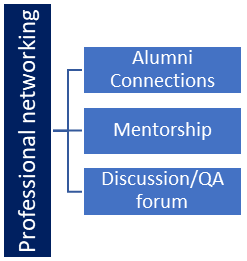 Professional networking
Alumni
Connections
Mentorship
Discussion/QA
forum